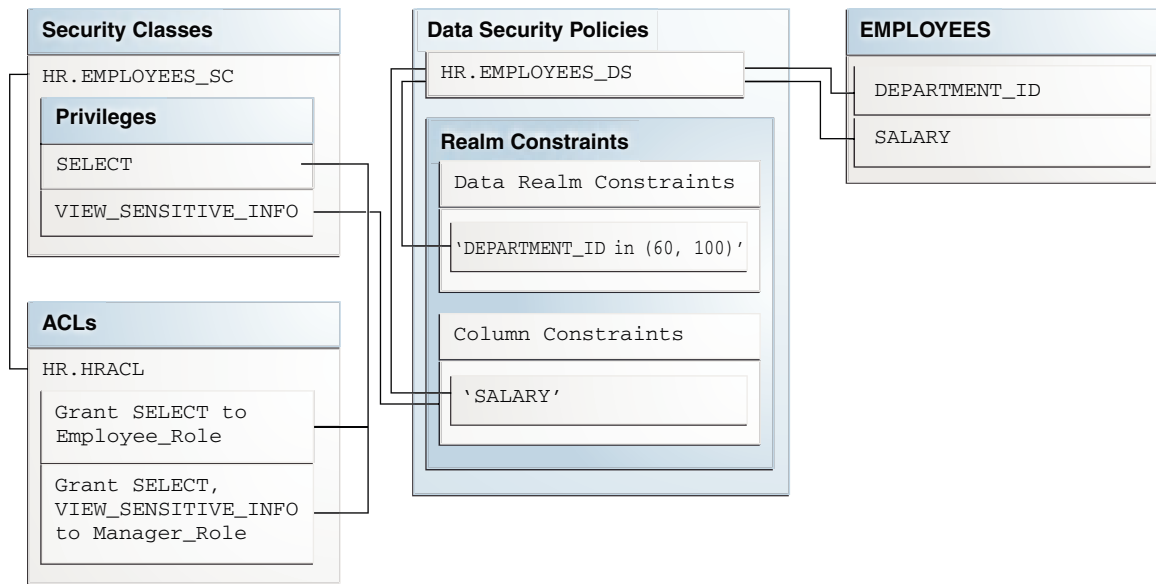 Security Classes
HR.EMPLOYEES_SC
Privileges
SELECT
VIEW_SENSITIVE_INFO
ACLs
HR.HRACL
Grant SELECT to
Employee_Role
Grant SELECT,
VIEW_SENSITIVE_INFO
to Manager_Role
Data Security Policies
HR.EMPLOYEES_DS
Realm Constraints
Data Realm Constraints
‘DEPARTMENT_ID in (60, 100)’
Column Constraints
‘SALARY’
EMPLOYEES
DEPARTMENT_ID
SALARY